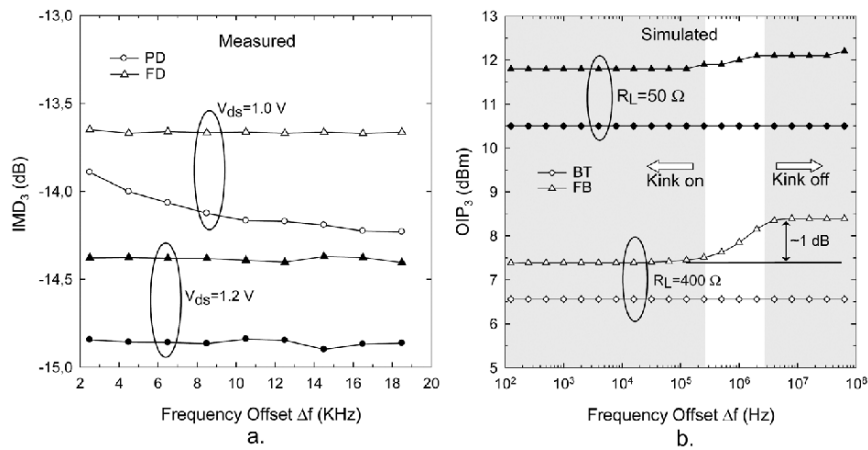 Measured
PD
FD
V_ds=1.0 V
V_ds=1.2 V
-13.0
-13.5
-14.0
-14.5
-15.0
IMD_3 (dB)
2 4 6 8 10 12 14 16 18 20
Frequency Offset Δf (KHz)
a.
Simulated
R_L=50 Ω
BT
FB
Kink on
Kink off
~1 dB
R_L=400 Ω
13
12
11
10
9
8
7
6
5
OIP_3 (dBm)
10^2 10^3 10^4 10^5 10^6 10^7 10^8
Frequency Offset Δf (Hz)
b.